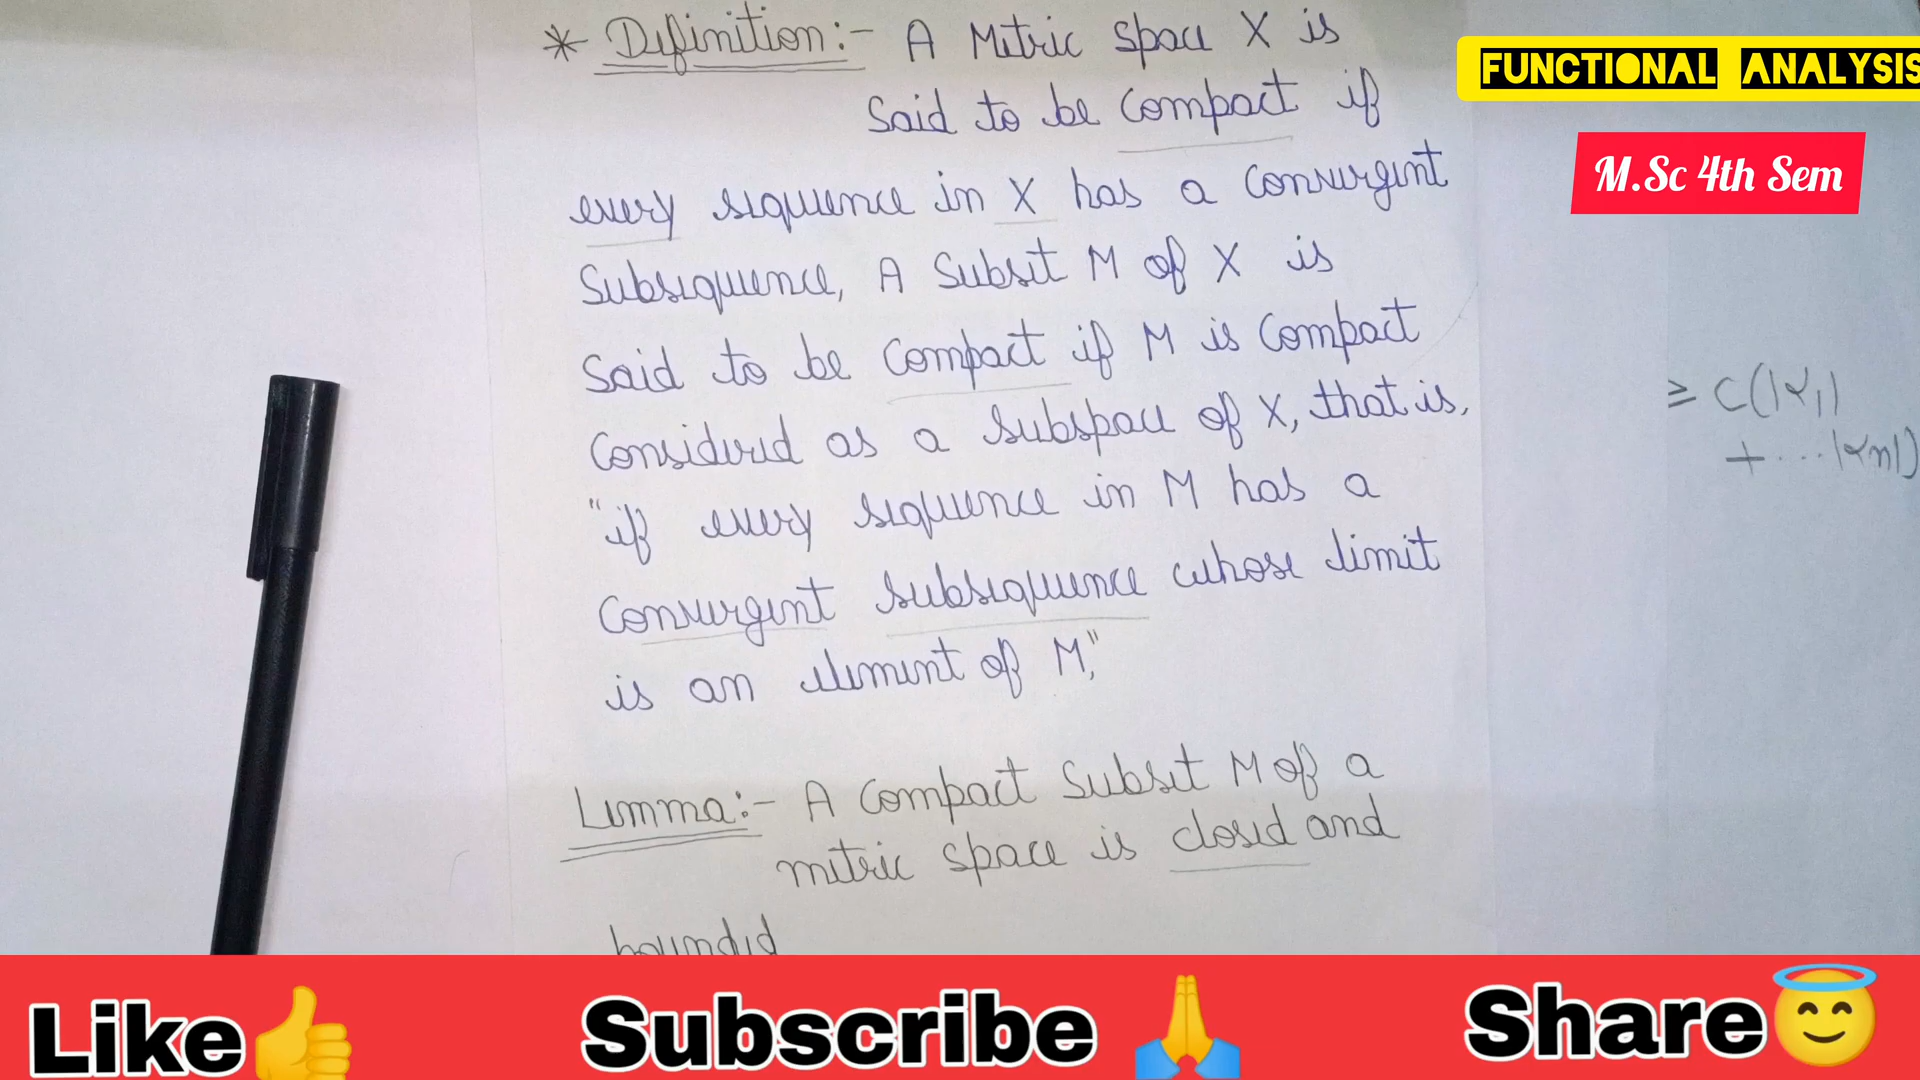 * Definition:- A Metric space X is
Said to be compact if
every sequence in X has a convergent
Subsequence, A Subset M of X is
Said to be compact if M is compact
Considered as a subspace of X, that is,
"if every sequence in M has a
Convergent subsequence whose limit
is an element of M,"
Lemma:- A compact Subset M of a
metric space is closed and
bounded
≥ C(|α1|
+ ... |αn|)
FUNCTIONAL ANALYSIS
M.Sc 4th Sem
Like👍 Subscribe 🙏 Share😇